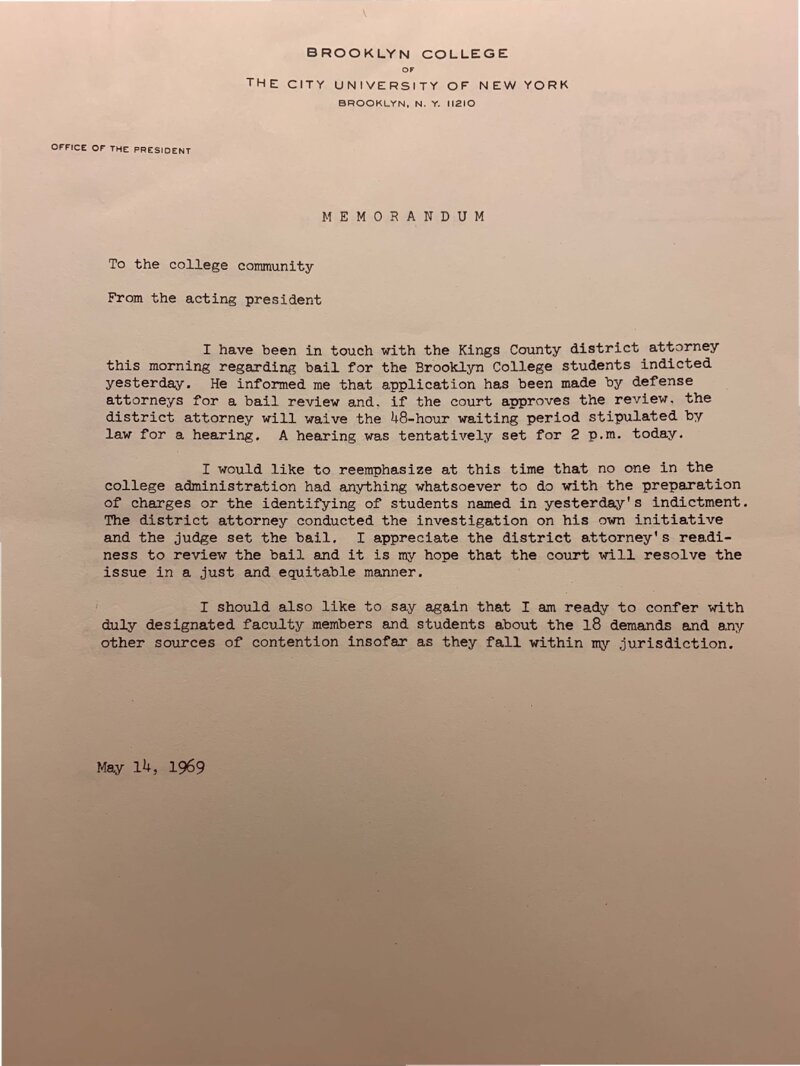 BROOKLYN COLLEGE
OF
THE CITY UNIVERSITY OF NEW YORK
BROOKLYN, N. Y. 11210
OFFICE OF THE PRESIDENT
MEMORANDUM
To the college community
From the acting president
I have been in touch with the Kings County district attorney
this morning regarding bail for the Brooklyn College students indicted
yesterday. He informed me that application has been made by defense
attorneys for a bail review and, if the court approves the review, the
district attorney will waive the 48-hour waiting period stipulated by
law for a hearing. A hearing was tentatively set for 2 p.m. today.
I would like to reemphasize at this time that no one in the
college administration had anything whatsoever to do with the preparation
of charges or the identifying of students named in yesterday's indictment.
The district attorney conducted the investigation on his own initiative
and the judge set the bail. I appreciate the district attorney's readi-
ness to review the bail and it is my hope that the court will resolve the
issue in a just and equitable manner.
I should also like to say again that I am ready to confer with
duly designated faculty members and students about the 18 demands and any
other sources of contention insofar as they fall within my jurisdiction.
May 14, 1969